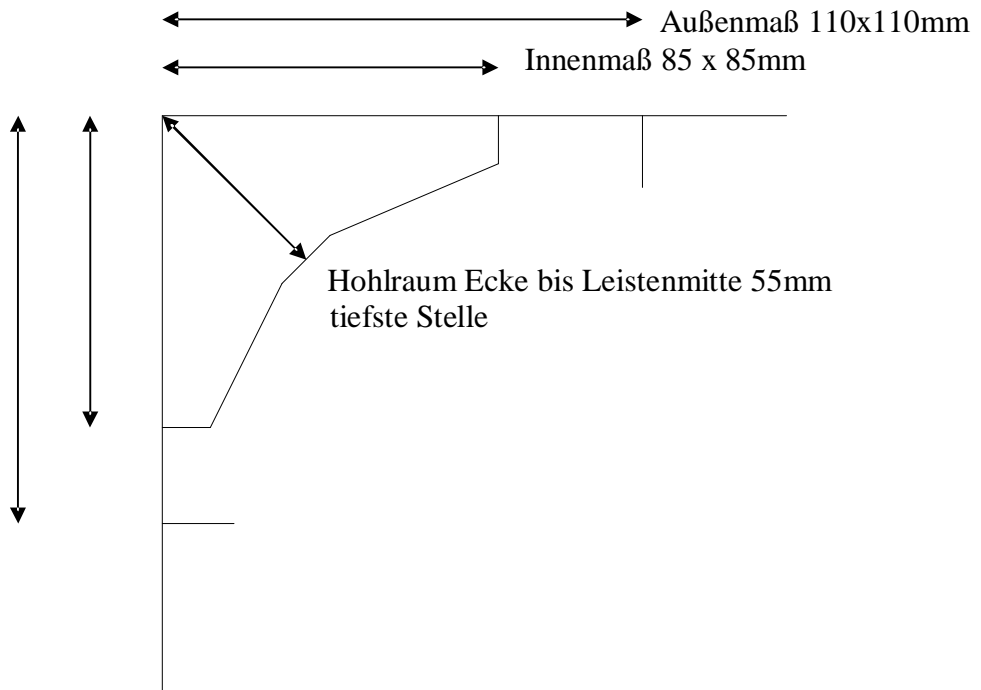 Außenmaß 110x110mm
Innenmaß 85 x 85mm
Hohlraum Ecke bis Leistenmitte 55mm
tiefste Stelle